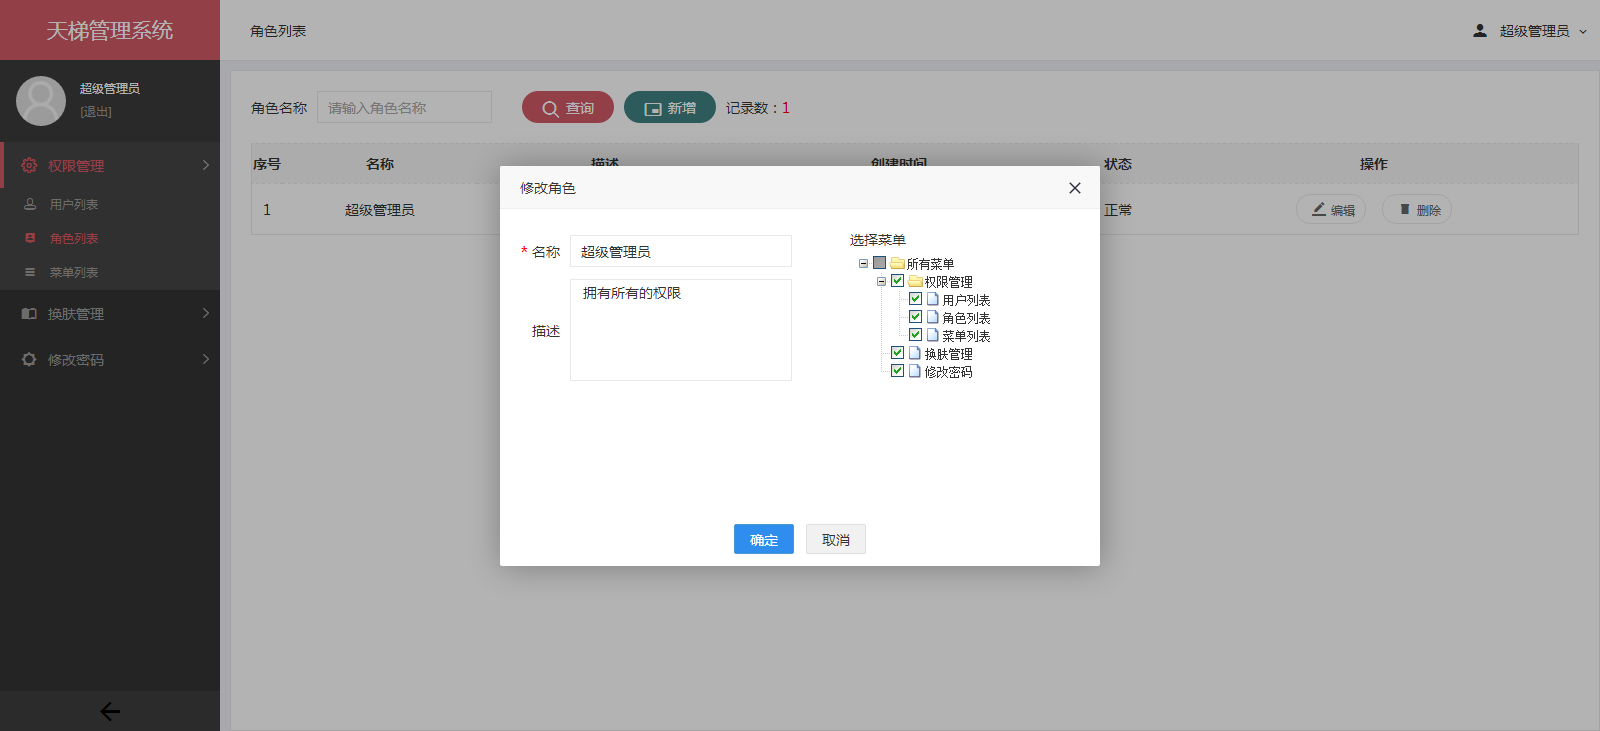 天梯管理系统
角色列表
超级管理员
超级管理员
[退出]
权限管理
用户列表
角色列表
菜单列表
换肤管理
修改密码
角色名称 请输入角色名称 查询 新增 记录数：1
序号 名称 描述 创建时间 状态 操作
1 超级管理员 正常 编辑 删除
修改角色
* 名称 超级管理员
描述 拥有所有的权限
选择菜单
所有菜单
权限管理
用户列表
角色列表
菜单列表
换肤管理
修改密码
确定 取消